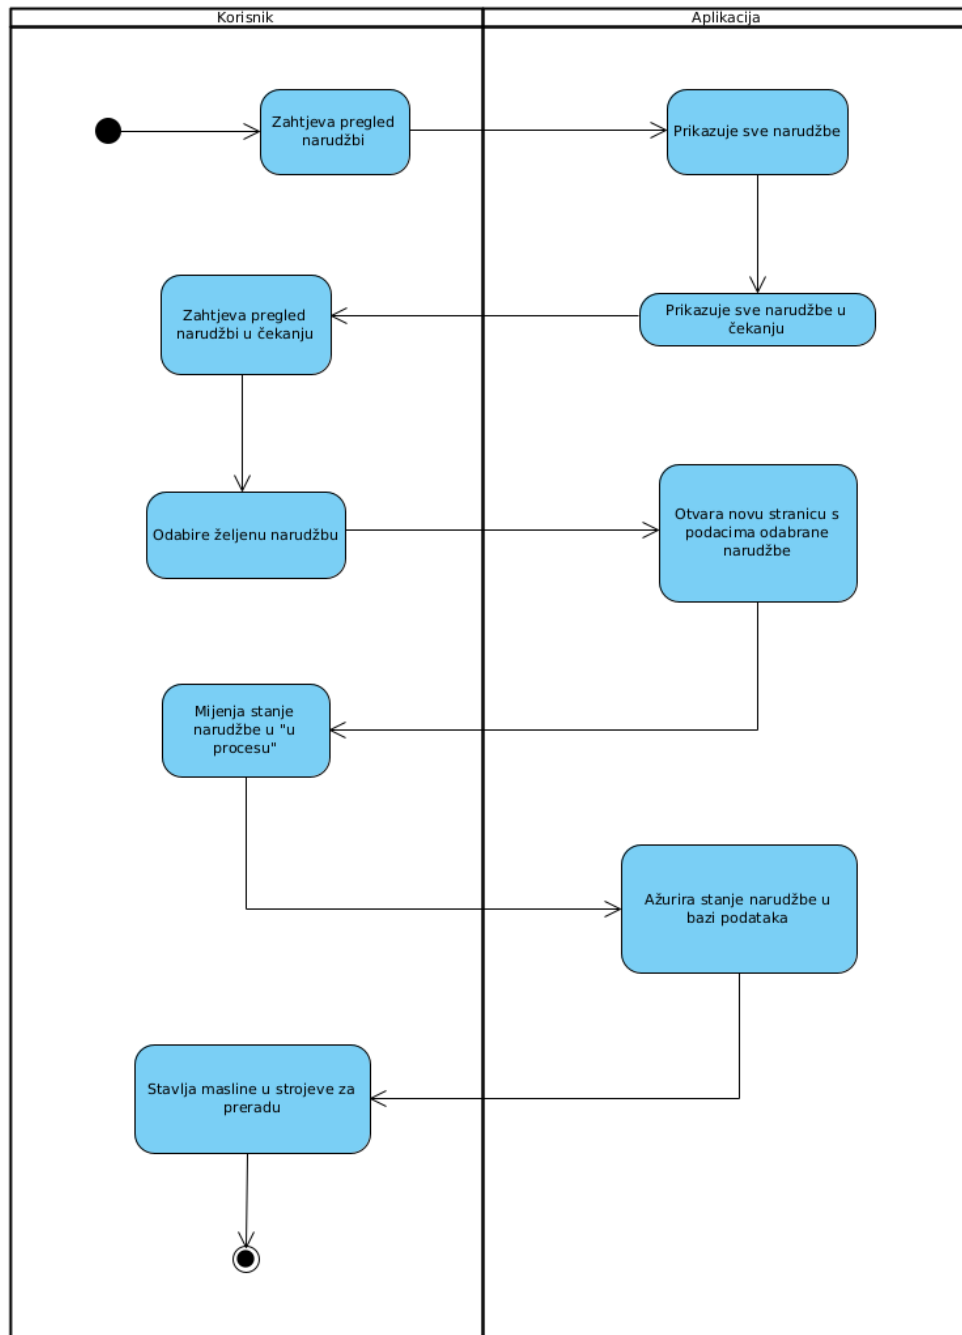 Korisnik
Aplikacija
Zahtjeva pregled
narudžbi
Prikazuje sve narudžbe
Prikazuje sve narudžbe u
čekanju
Zahtjeva pregled
narudžbi u čekanju
Odabire željenu narudžbu
Otvara novu stranicu s
podacima odabrane
narudžbe
Mijenja stanje
narudžbe u "u
procesu"
Ažurira stanje narudžbe u
bazi podataka
Stavlja masline u strojeve za
preradu